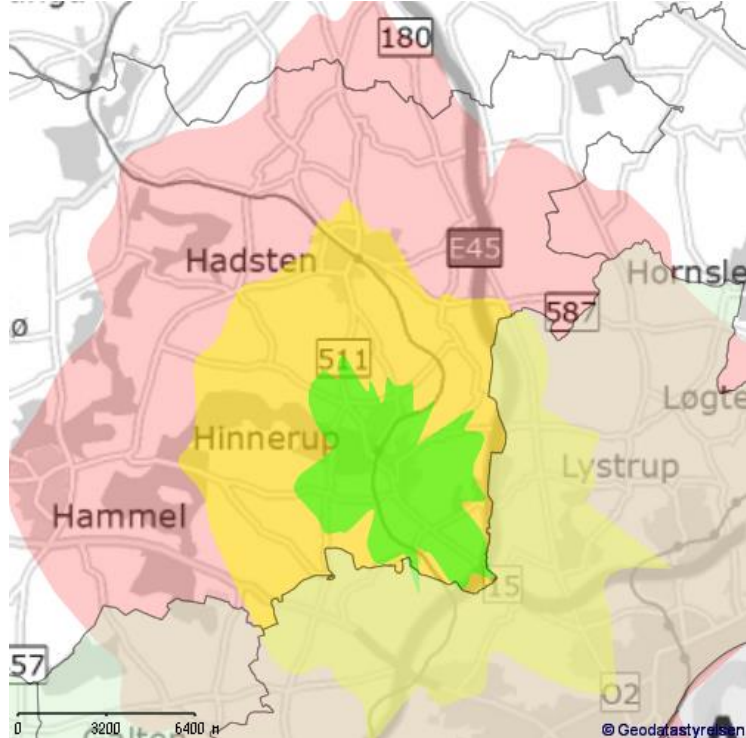 180
E45
Hadsten
Hornsle
587
ø
511
Løgte
Hinnerup
Lystrup
Hammel
15
57
O2
0 3200 6400 M
© Geodatastyrelsen